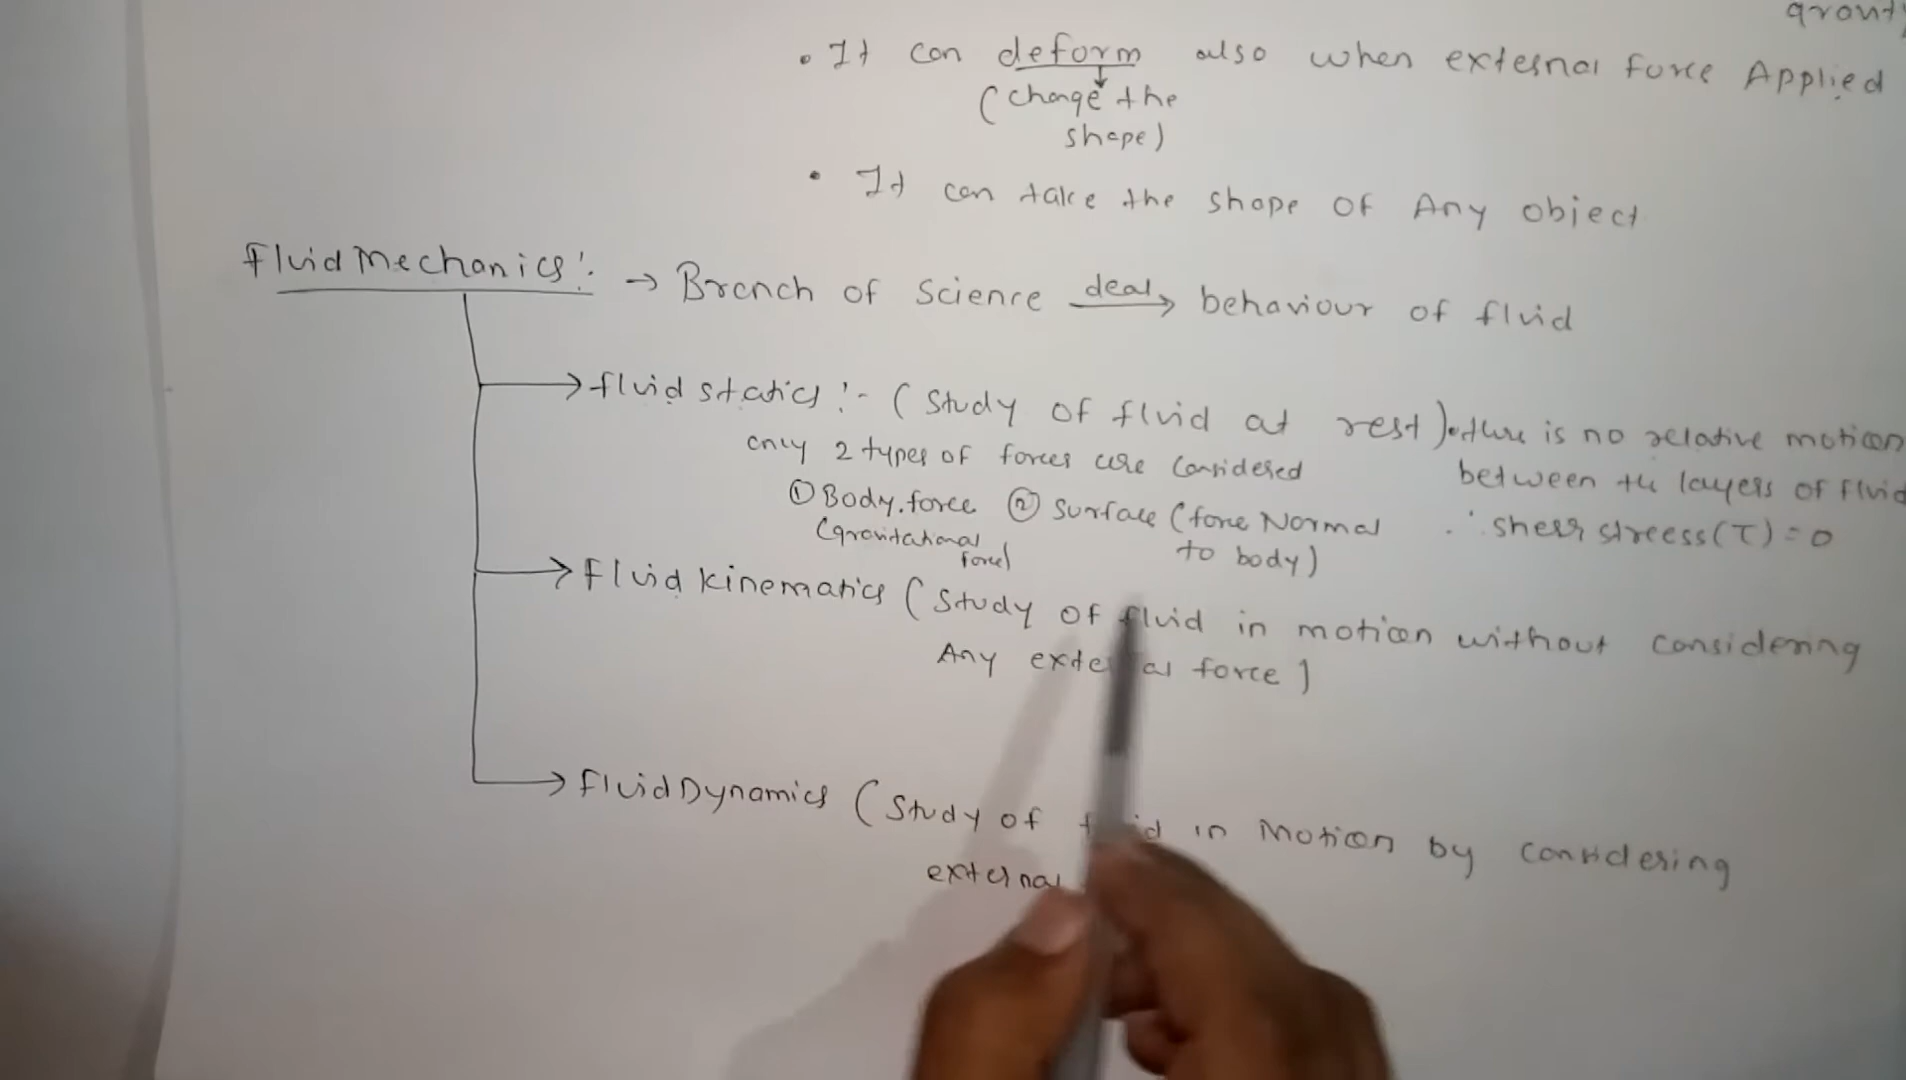 • It can deform also when external force Applied
(change the
shape)
• It can take the shape of Any object
fluid Mechanics :
→ Branch of science deal→ behaviour of fluid
→ fluid statics :- (study of fluid at rest) • there is no relative motion
only 2 types of forces are considered
between the layers of fluid
① Body force ② surface (force Normal
to body)
(gravitational
force)
∴ shear stress (τ) = 0
→ fluid kinematics (study of fluid in motion without considering
Any external force)
→ fluid Dynamics (study of fluid in Motion by considering
external